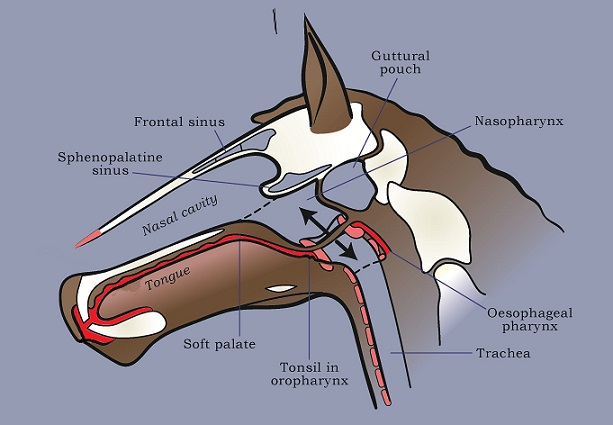 Guttural
pouch
Frontal sinus
Nasopharynx
Sphenopalatine
sinus
Nasal cavity
Tongue
Soft palate
Tonsil in
oropharynx
Oesophageal
pharynx
Trachea